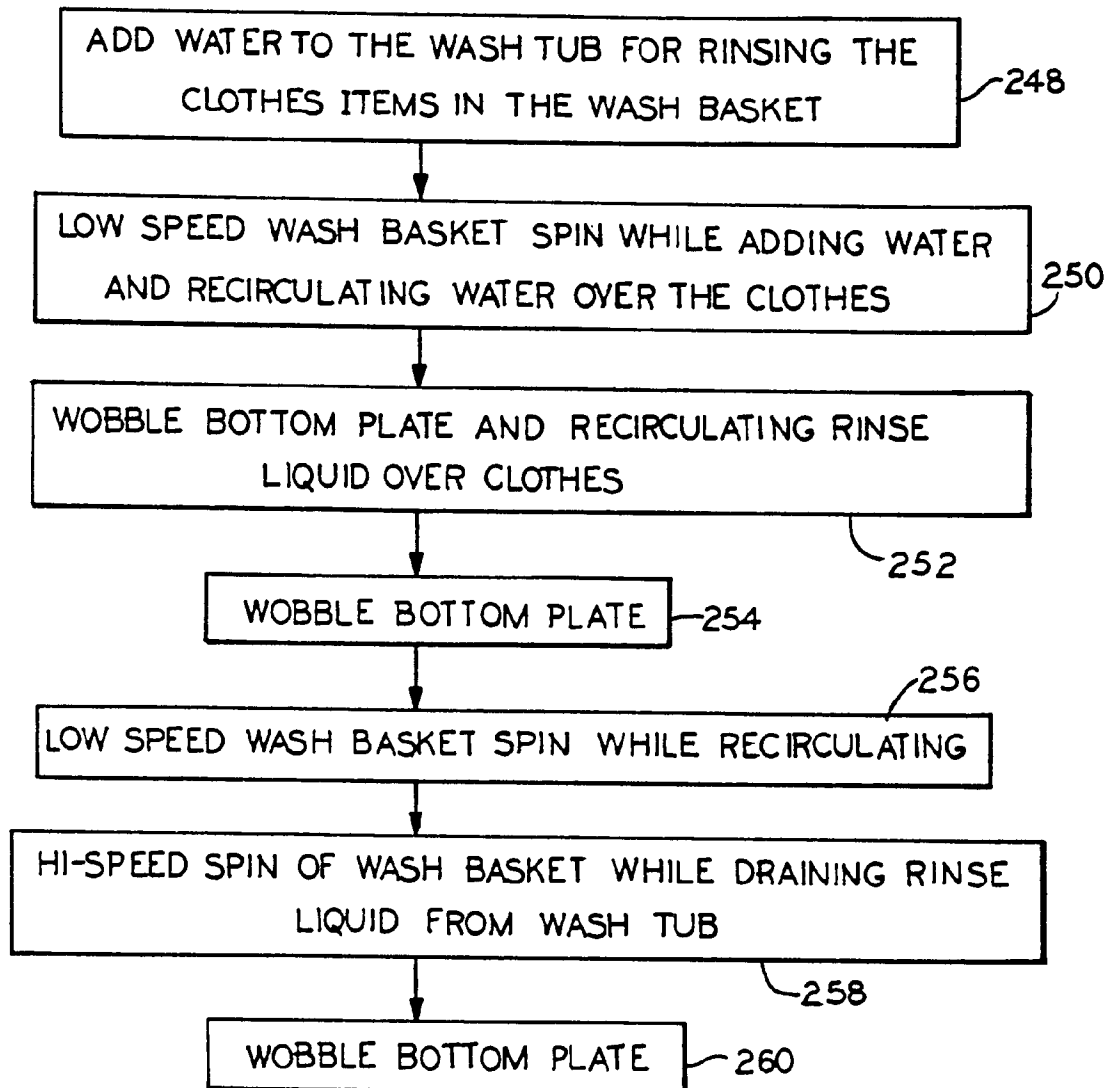 ADD WATER TO THE WASH TUB FOR RINSING THE
CLOTHES ITEMS IN THE WASH BASKET
248
LOW SPEED WASH BASKET SPIN WHILE ADDING WATER
AND RECIRCULATING WATER OVER THE CLOTHES
250
WOBBLE BOTTOM PLATE AND RECIRCULATING RINSE
LIQUID OVER CLOTHES
252
WOBBLE BOTTOM PLATE
254
256
LOW SPEED WASH BASKET SPIN WHILE RECIRCULATING
HI-SPEED SPIN OF WASH BASKET WHILE DRAINING RINSE
LIQUID FROM WASH TUB
258
WOBBLE BOTTOM PLATE
260